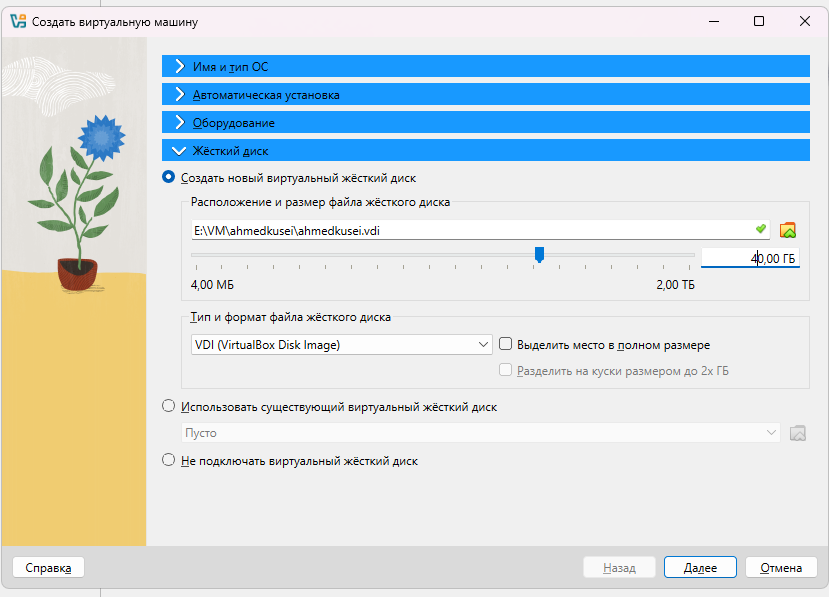 Создать виртуальную машину
Имя и тип ОС
Автоматическая установка
Оборудование
Жёсткий диск
Создать новый виртуальный жёсткий диск
Расположение и размер файла жёсткого диска
E:\VM\ahmedkusei\ahmedkusei.vdi
40,00 ГБ
4,00 МБ 2,00 ТБ
Тип и формат файла жёсткого диска
VDI (VirtualBox Disk Image) Выделить место в полном размере
Разделить на куски размером до 2х ГБ
Использовать существующий виртуальный жёсткий диск
Пусто
Не подключать виртуальный жёсткий диск
Справка Назад Далее Отмена